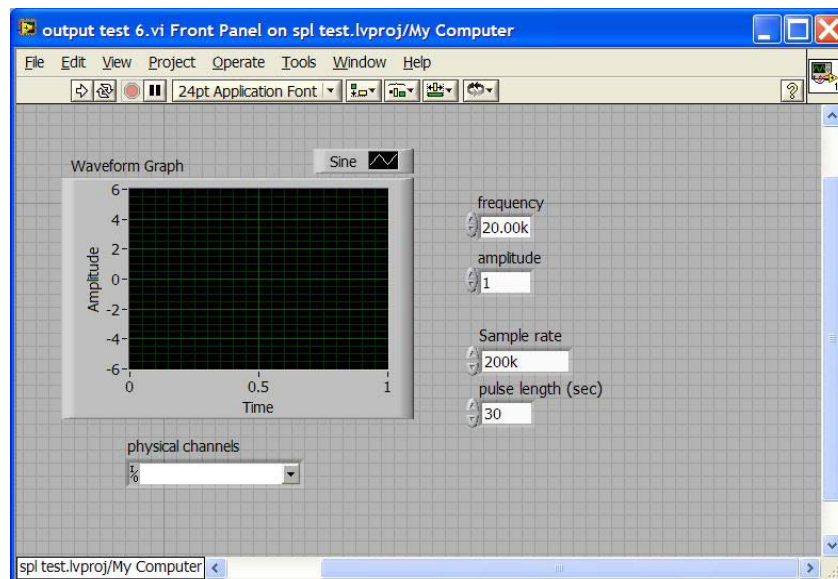 output test 6.vi Front Panel on spl test.lvproj/My Computer
File Edit View Project Operate Tools Window Help
24pt Application Font
?
1
Waveform Graph
Sine
Amplitude
6
4
2
0
-2
-4
-6
0 0.5 1
Time
frequency
20.00k
amplitude
1
Sample rate
200k
pulse length (sec)
30
physical channels
I/O
spl test.lvproj/My Computer